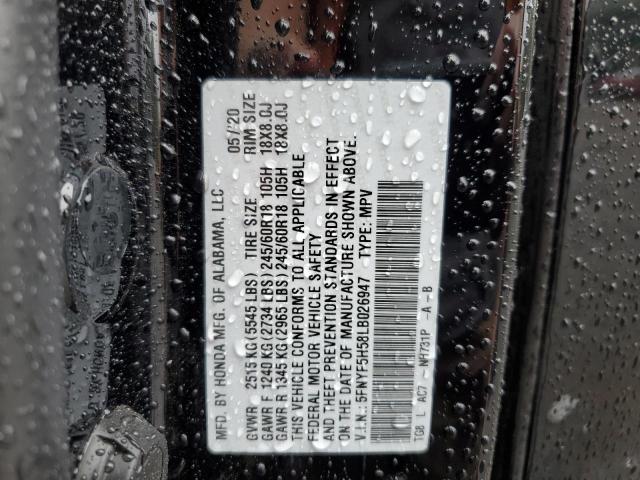 MFD. BY HONDA MFG. OF ALABAMA, LLC 05/20
GVWR 2515 KG (5545 LBS) TIRE SIZE RIM SIZE
GAWR F 1240 KG (2734 LBS) 245/60R18 105H 18X8.0J
GAWR R 1345 KG (2965 LBS) 245/60R18 105H 18X8.0J
THIS VEHICLE CONFORMS TO ALL APPLICABLE
FEDERAL MOTOR VEHICLE SAFETY
AND THEFT PREVENTION STANDARDS IN EFFECT
ON THE DATE OF MANUFACTURE SHOWN ABOVE.
V.I.N.: 5FNYF5H58LB026947 TYPE: MPV
TG8 L AC7 - NH731P - A - B